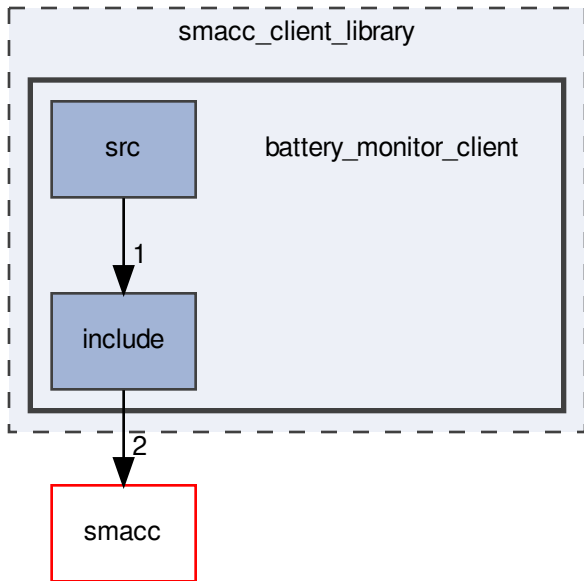 smacc_client_library
src
battery_monitor_client
1
include
2
smacc